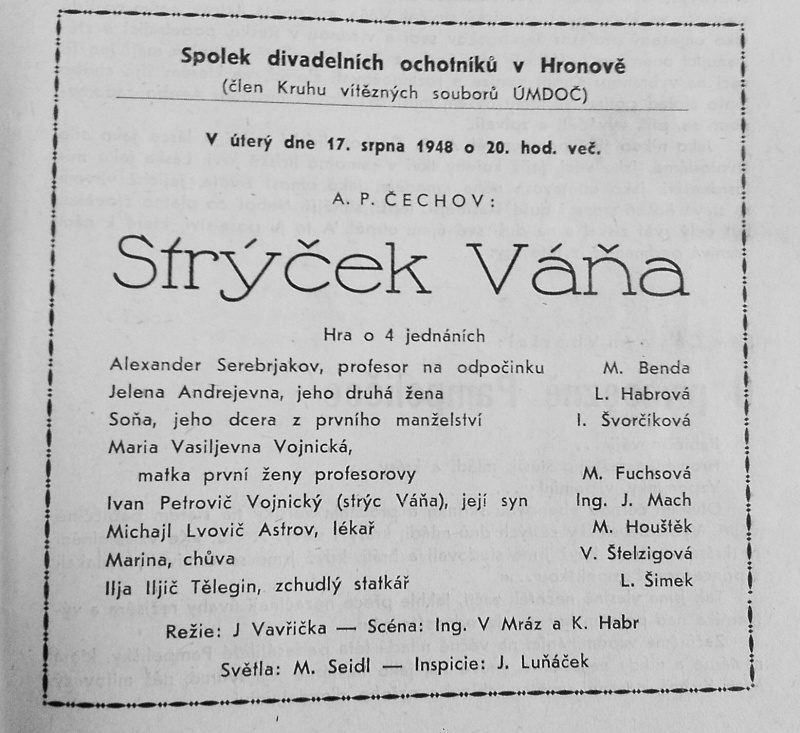 Spolek divadelních ochotníků v Hronově
(člen Kruhu vítězných souborů ÚMDOČ)
V úterý dne 17. srpna 1948 o 20. hod. več.
A. P. ČECHOV:
Strýček Váňa
Hra o 4 jednáních
Alexander Serebrjakov, profesor na odpočinku M. Benda
Jelena Andrejevna, jeho druhá žena L. Habrová
Soňa, jeho dcera z prvního manželství I. Švorčíková
Maria Vasiljevna Vojnická,
matka první ženy profesorovy M. Fuchsová
Ivan Petrovič Vojnický (strýc Váňa), její syn Ing. J. Mach
Michajl Lvovič Astrov, lékař M. Houštěk
Marina, chůva V. Štelzigová
Ilja Iljič Tělegin, zchudlý statkář L. Šimek
Režie: J Vavřička — Scéna: Ing. V Mráz a K. Habr
Světla: M. Seidl — Inspicie: J. Luňáček